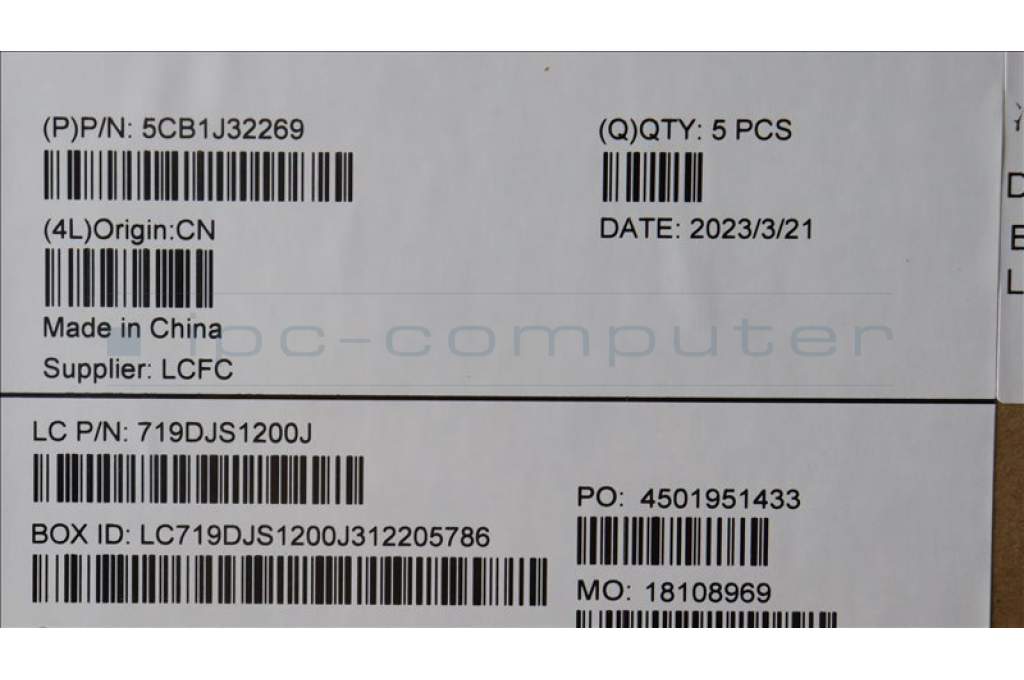 (P)P/N: 5CB1J32269
(Q)QTY: 5 PCS
(4L)Origin:CN
DATE: 2023/3/21
Made in China
ipc-computer
Supplier: LCFC
LC P/N: 719DJS1200J
PO: 4501951433
BOX ID: LC719DJS1200J312205786
MO: 18108969